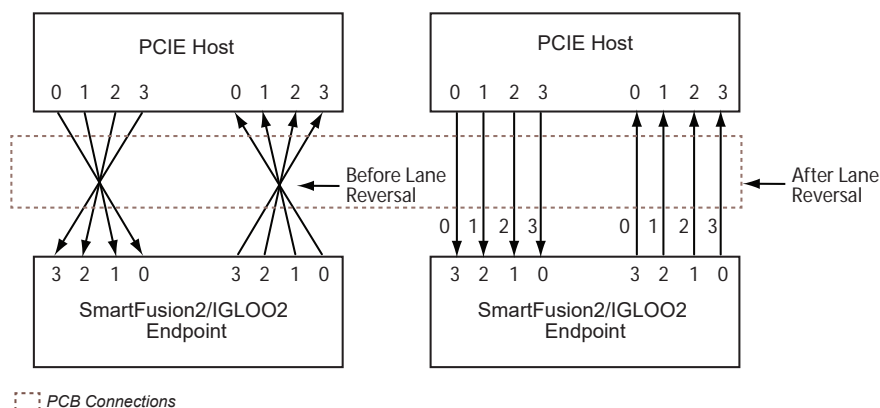 PCIE Host
0 1 2 3 0 1 2 3
Before Lane
Reversal
3 2 1 0 3 2 1 0
SmartFusion2/IGLOO2
Endpoint
PCIE Host
0 1 2 3 0 1 2 3
After Lane
Reversal
0 1 2 3 0 1 2 3
3 2 1 0 3 2 1 0
SmartFusion2/IGLOO2
Endpoint
PCB Connections